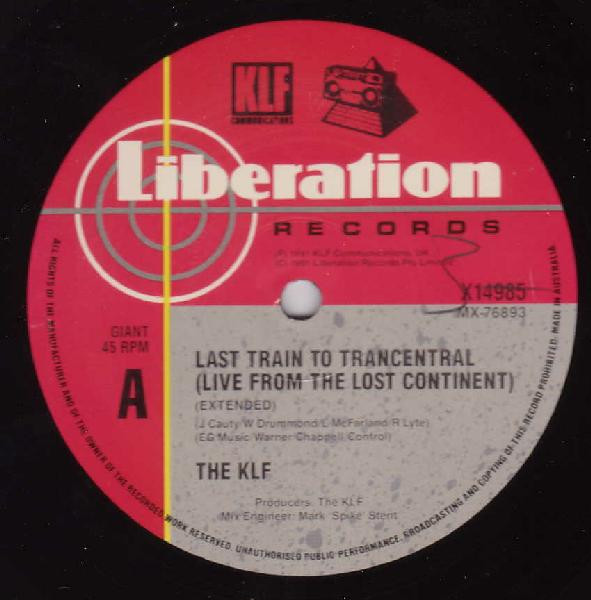 KLF
COMMUNICATIONS
Liberation
RECORDS
(P) 1991 KLF Communications, UK
(C) 1991 Liberation Records Pty Limited
X14985
MX-76893
GIANT
45 RPM
A
LAST TRAIN TO TRANCENTRAL
(LIVE FROM THE LOST CONTINENT)
(EXTENDED)
(J Cauty/W Drummond/L McFarland/R Lyte)
(EG Music/Warner Chappell/Control)
THE KLF
Producers: The KLF
Mix Engineer: Mark 'Spike' Stent
ALL RIGHTS OF THE MANUFACTURER AND OF THE OWNER OF THE RECORDED WORK RESERVED. UNAUTHORISED PUBLIC PERFORMANCE, BROADCASTING AND COPYING OF THIS RECORD PROHIBITED. MADE IN AUSTRALIA